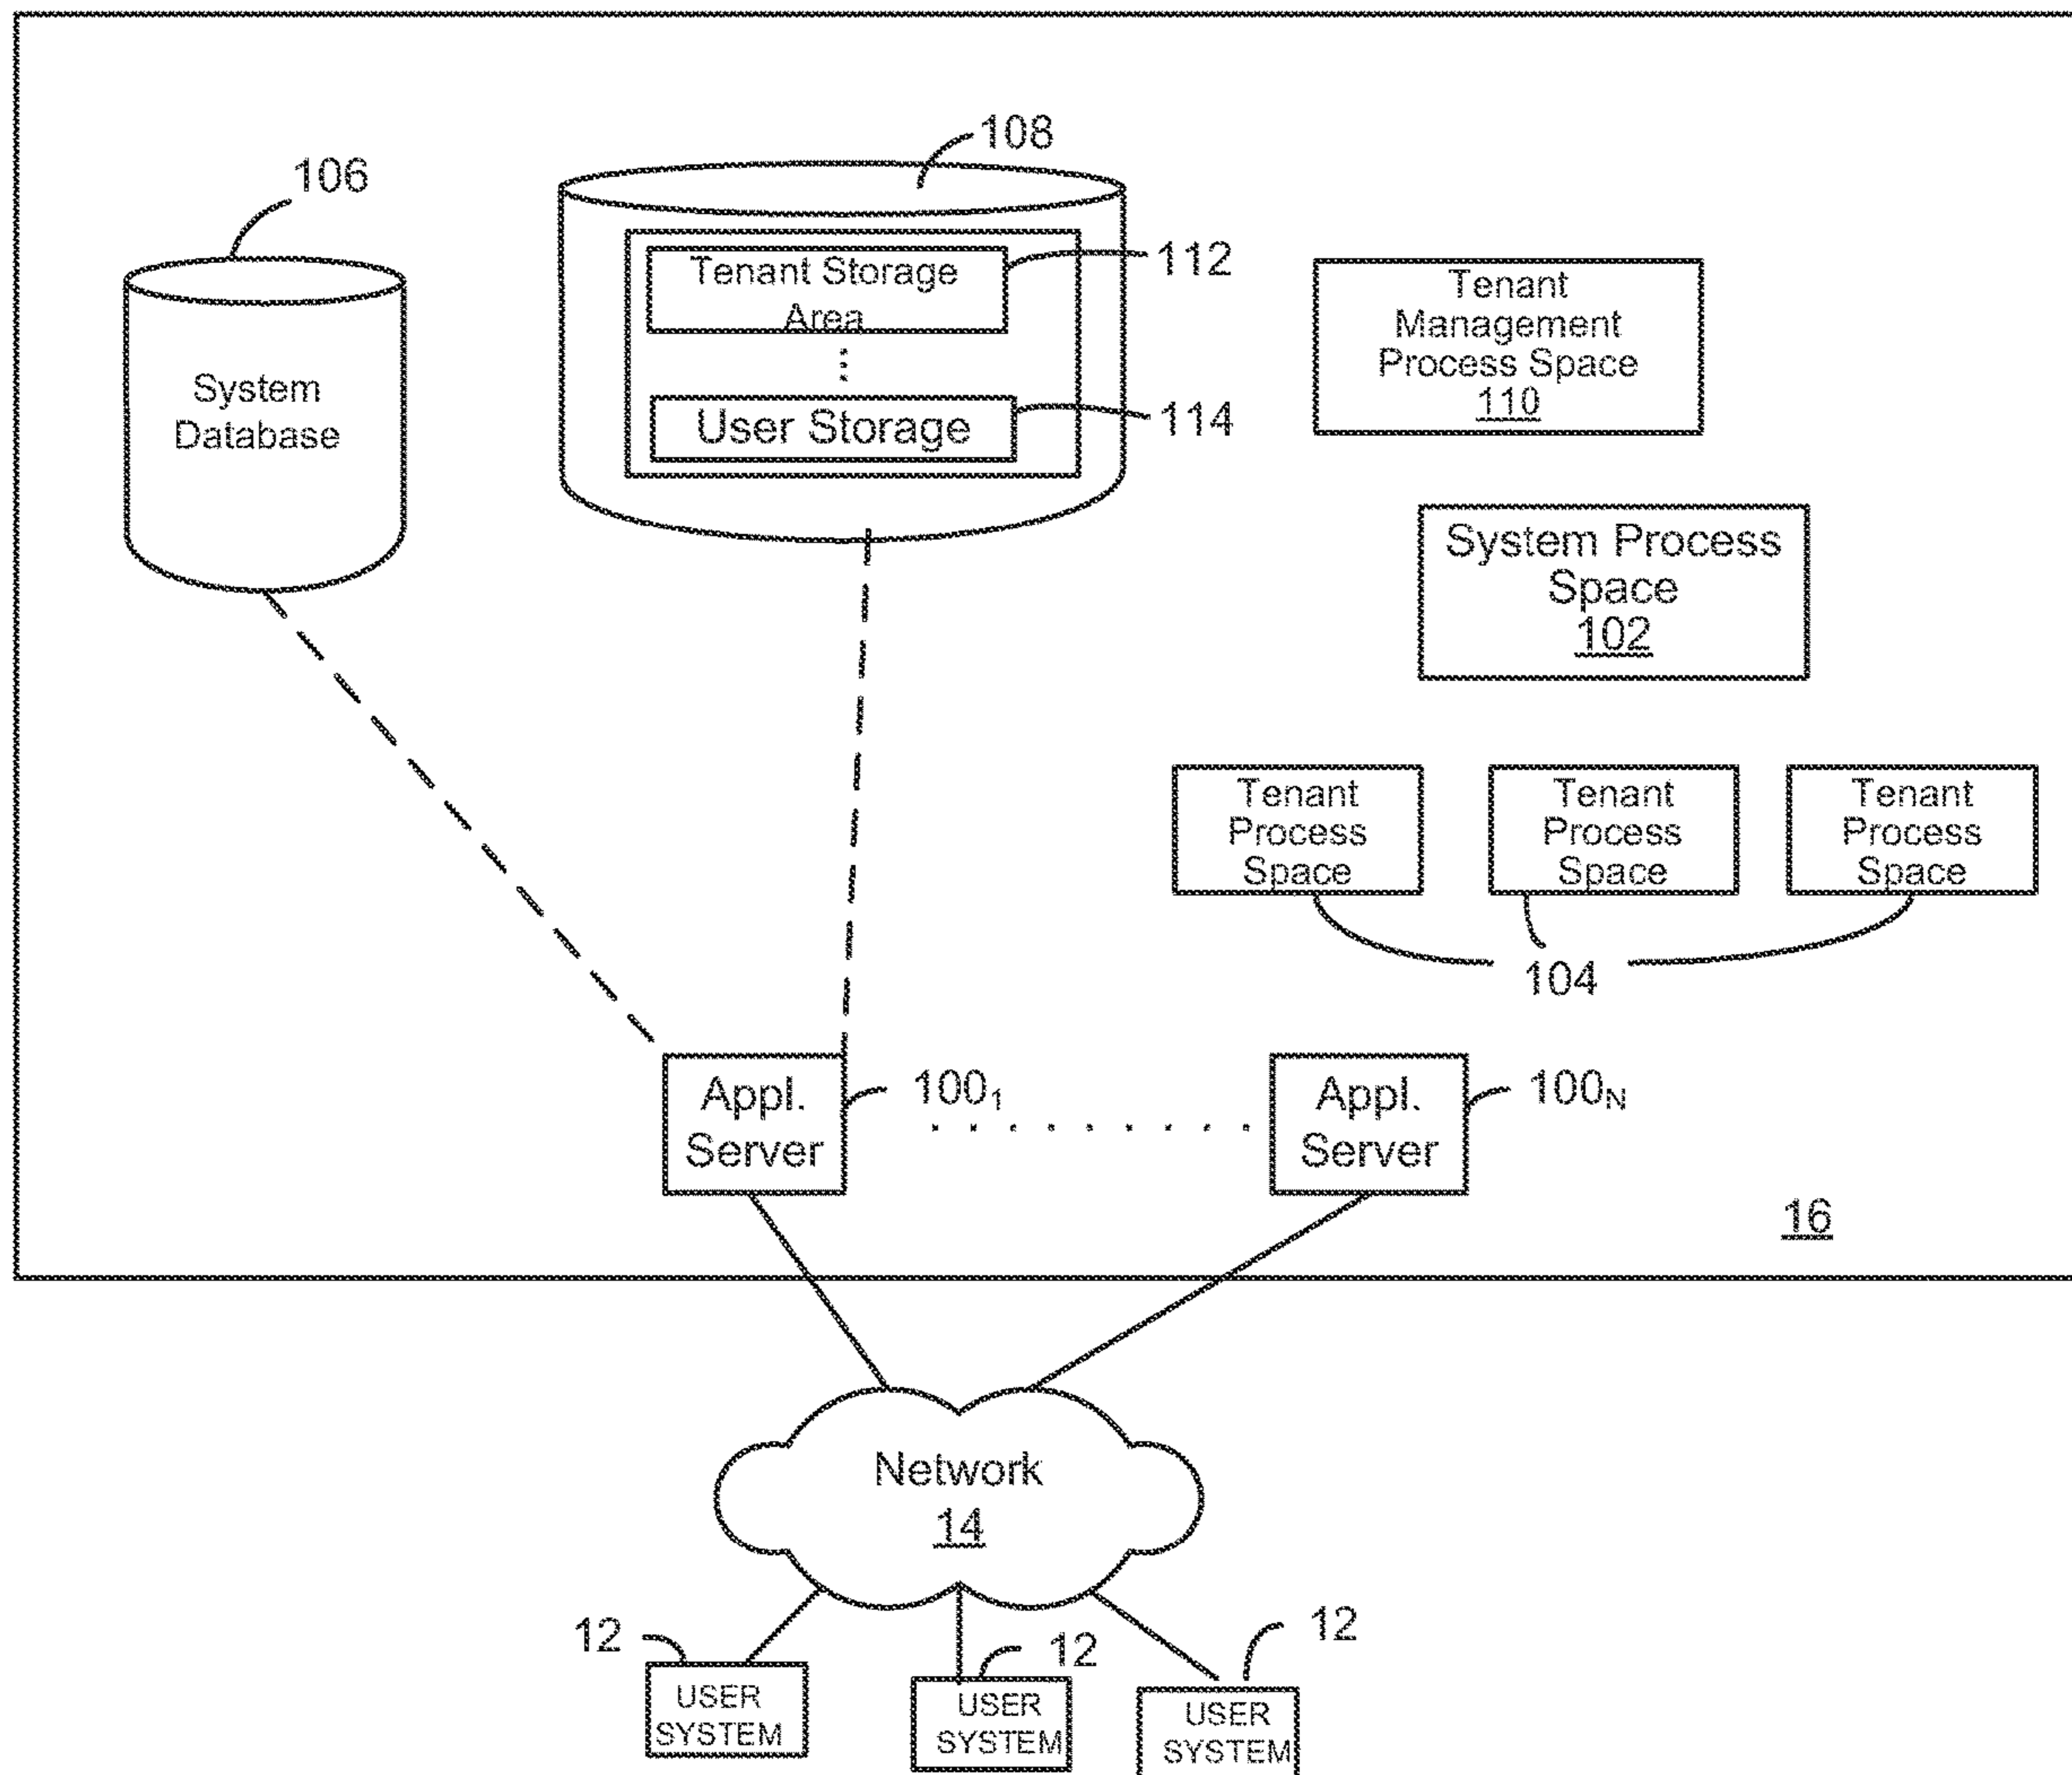 108
106
Tenant Storage
Area
112
User Storage
114
System
Database
Tenant
Management
Process Space
110
System Process
Space
102
Tenant
Process
Space
Tenant
Process
Space
Tenant
Process
Space
104
Appl.
Server
100₁
Appl.
Server
100N
16
Network
14
12
USER
SYSTEM
12
USER
SYSTEM
12
USER
SYSTEM